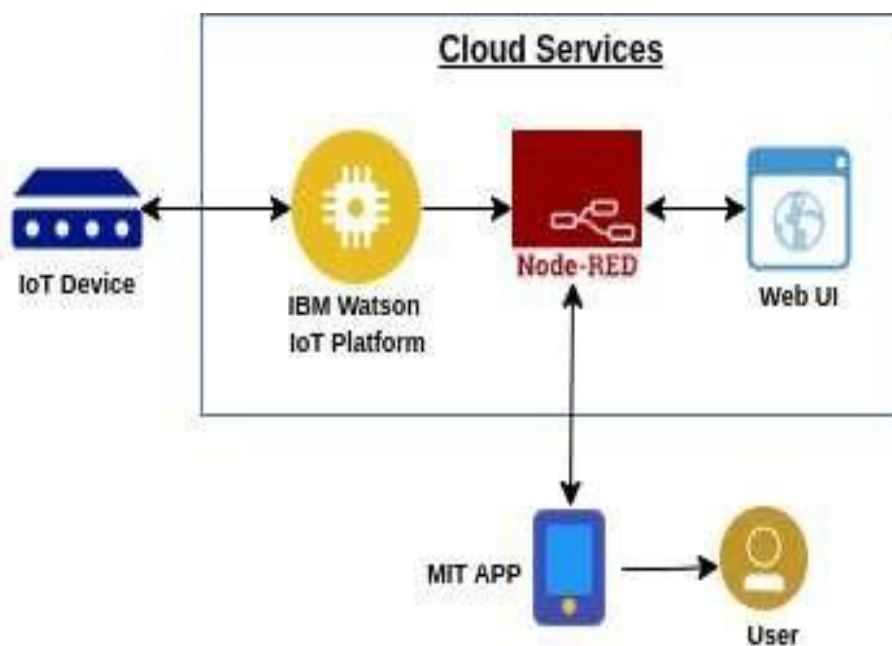 Cloud Services
IoT Device
IBM Watson
IoT Platform
Node-RED
Web UI
MIT APP
User